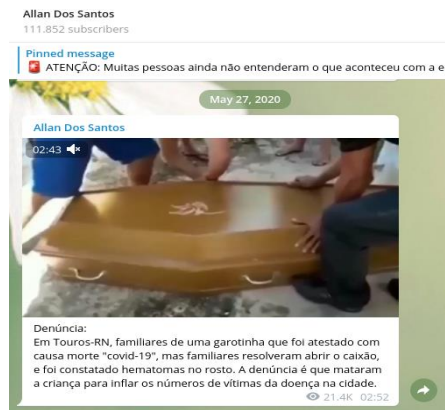 Allan Dos Santos
111.852 subscribers
Pinned message
🚨 ATENÇÃO: Muitas pessoas ainda não entenderam o que aconteceu com a e
May 27, 2020
Allan Dos Santos
02:43
Denúncia:
Em Touros-RN, familiares de uma garotinha que foi atestado com
causa morte "covid-19", mas familiares resolveram abrir o caixão,
e foi constatado hematomas no rosto. A denúncia é que mataram
a criança para inflar os números de vítimas da doença na cidade.
21.4K 02:52